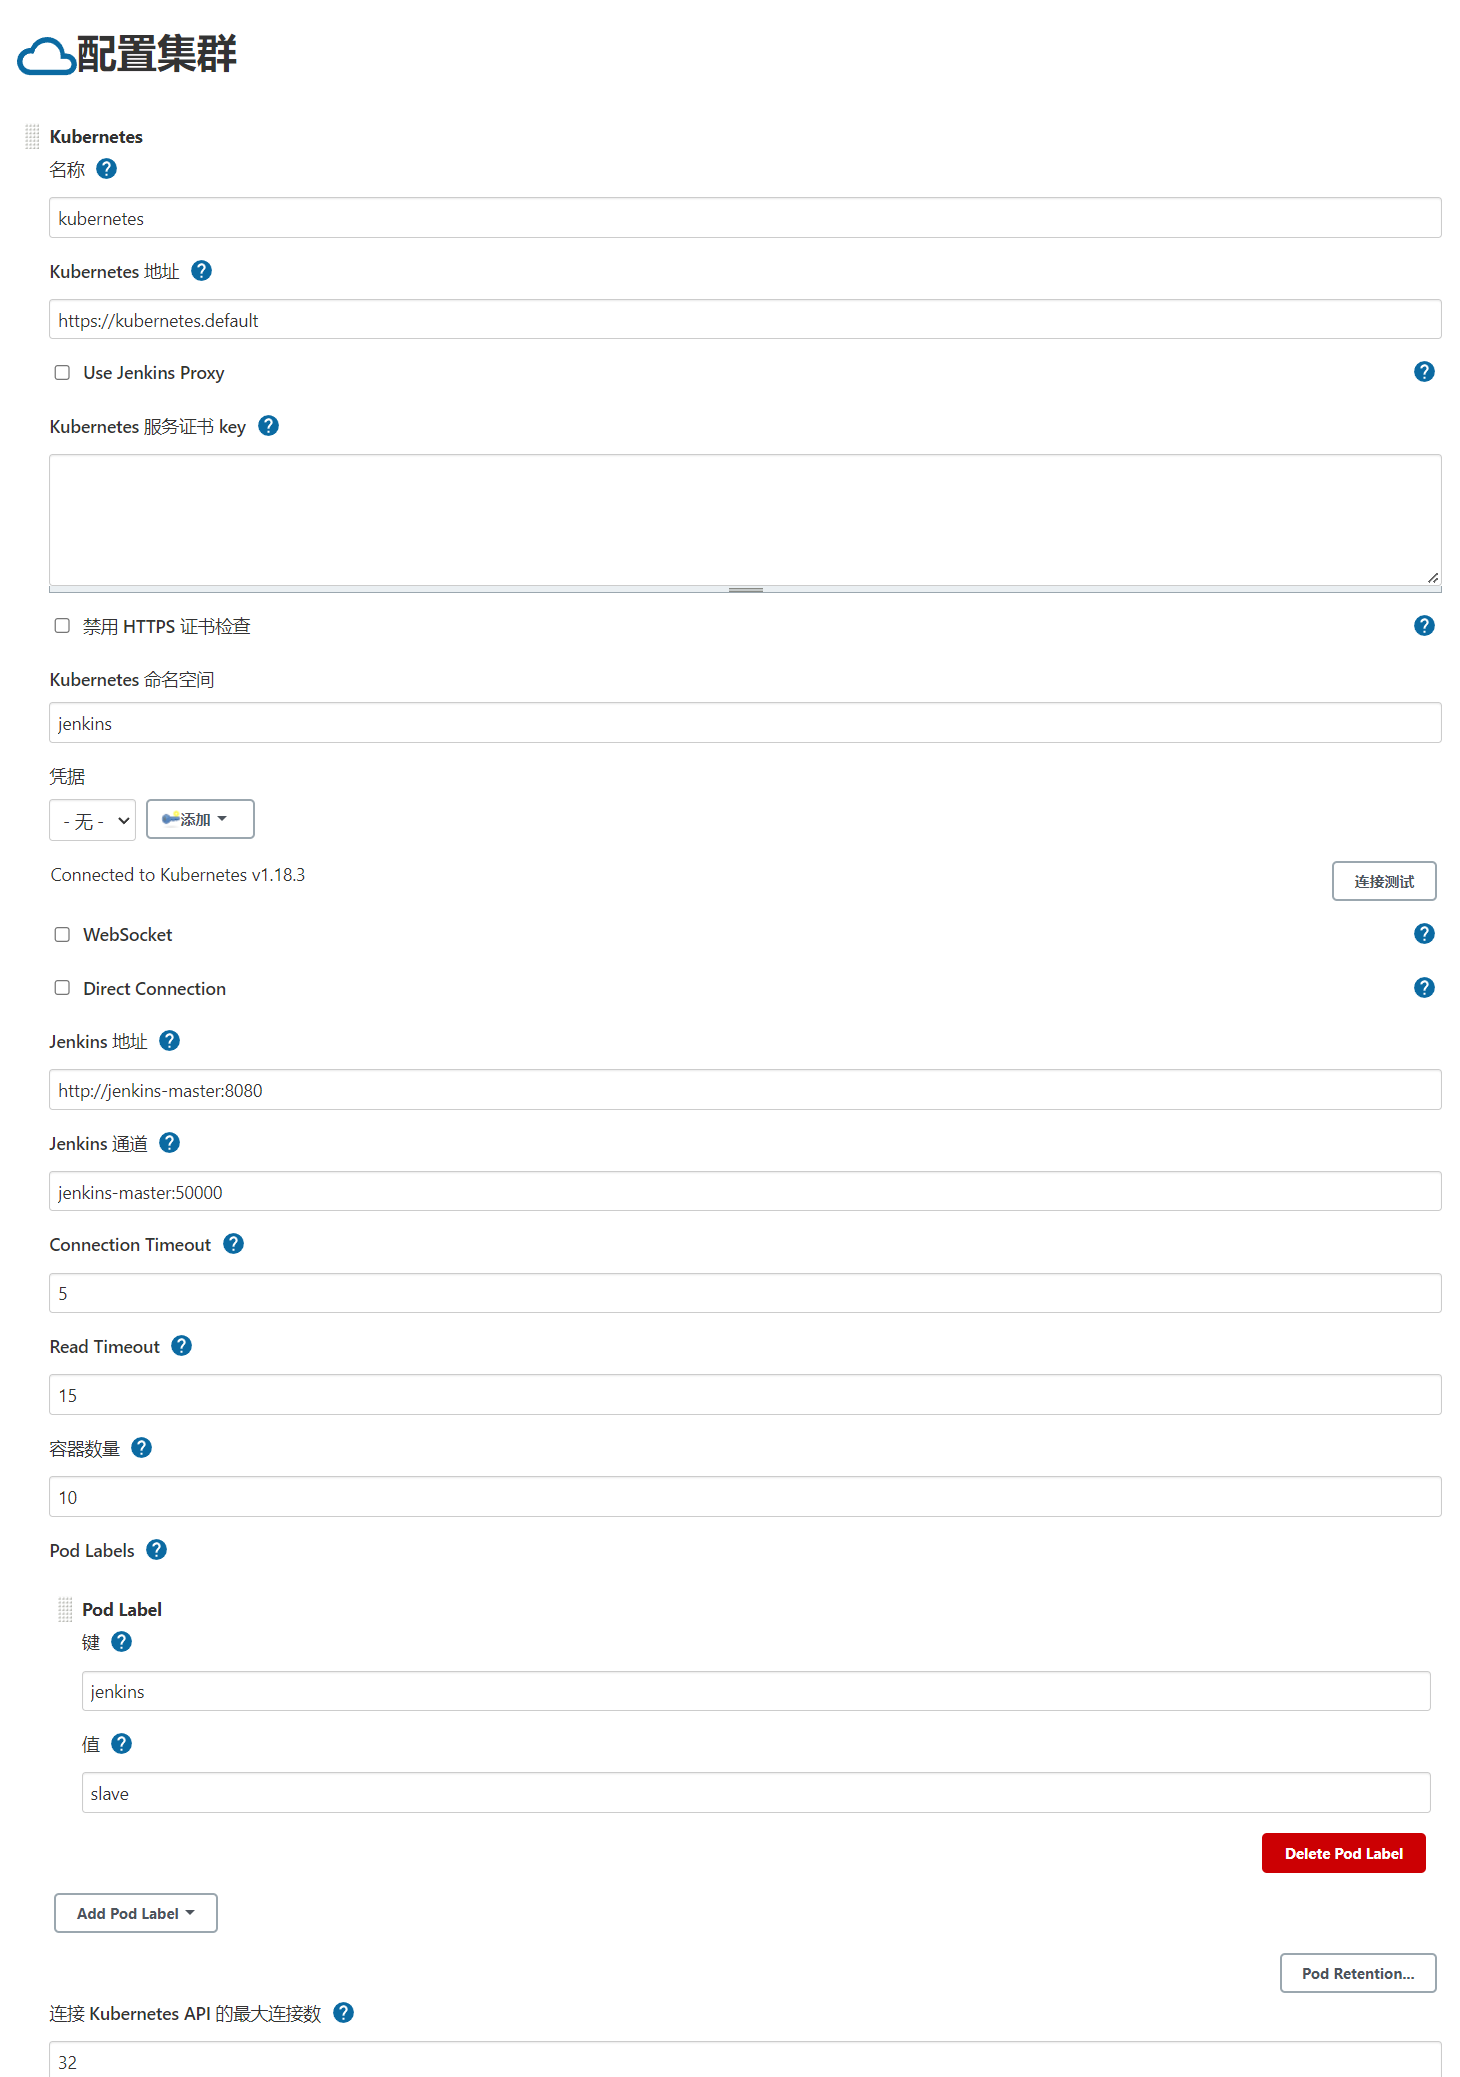 配置集群
Kubernetes
名称
kubernetes
Kubernetes 地址
https://kubernetes.default
Use Jenkins Proxy
Kubernetes 服务证书 key
禁用 HTTPS 证书检查
Kubernetes 命名空间
jenkins
凭据
- 无 - 添加
Connected to Kubernetes v1.18.3 连接测试
WebSocket
Direct Connection
Jenkins 地址
http://jenkins-master:8080
Jenkins 通道
jenkins-master:50000
Connection Timeout
5
Read Timeout
15
容器数量
10
Pod Labels
Pod Label
键
jenkins
值
slave
Delete Pod Label
Add Pod Label
Pod Retention...
连接 Kubernetes API 的最大连接数
32